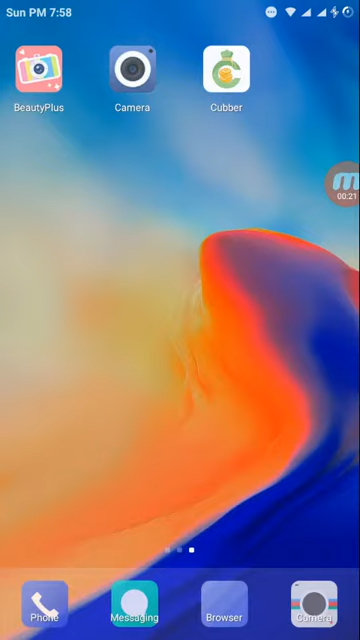 Sun PM 7:58
BeautyPlus
Camera
Cubber
00:21
Phone
Messaging
Browser
Camera